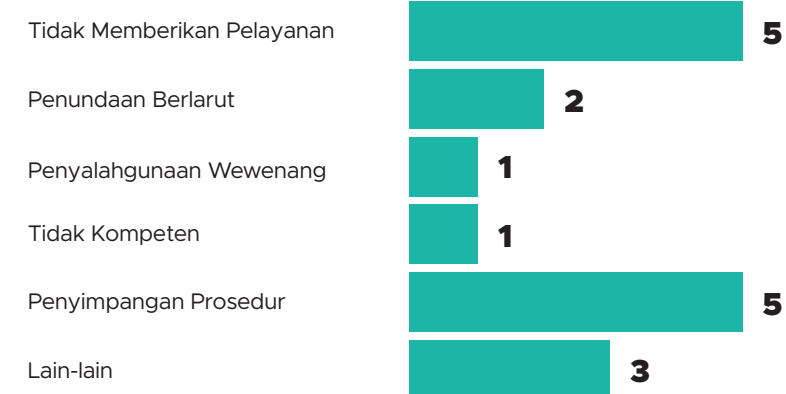 Tidak Memberikan Pelayanan 5
Penundaan Berlarut 2
Penyalahgunaan Wewenang 1
Tidak Kompeten 1
Penyimpangan Prosedur 5
Lain-lain 3